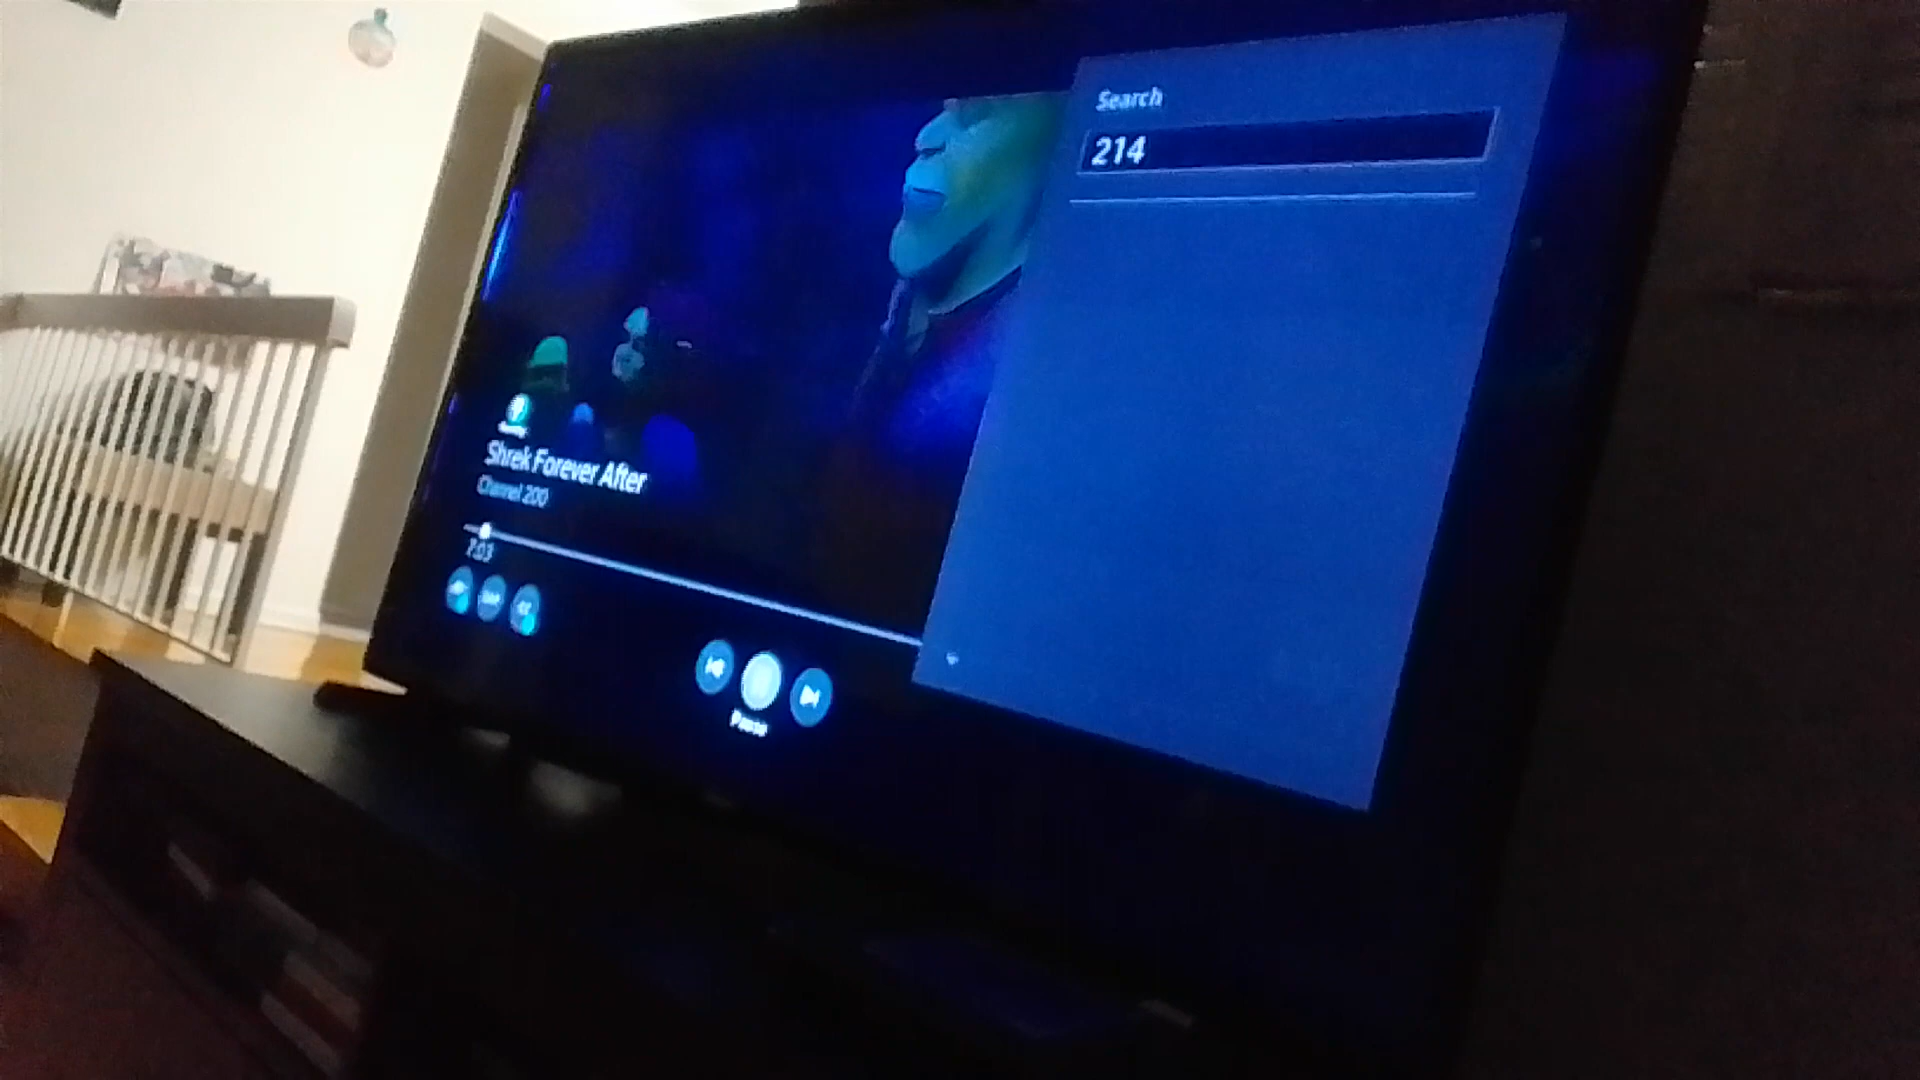 Search
214
Shrek Forever After
Channel 200
7:03
Pause